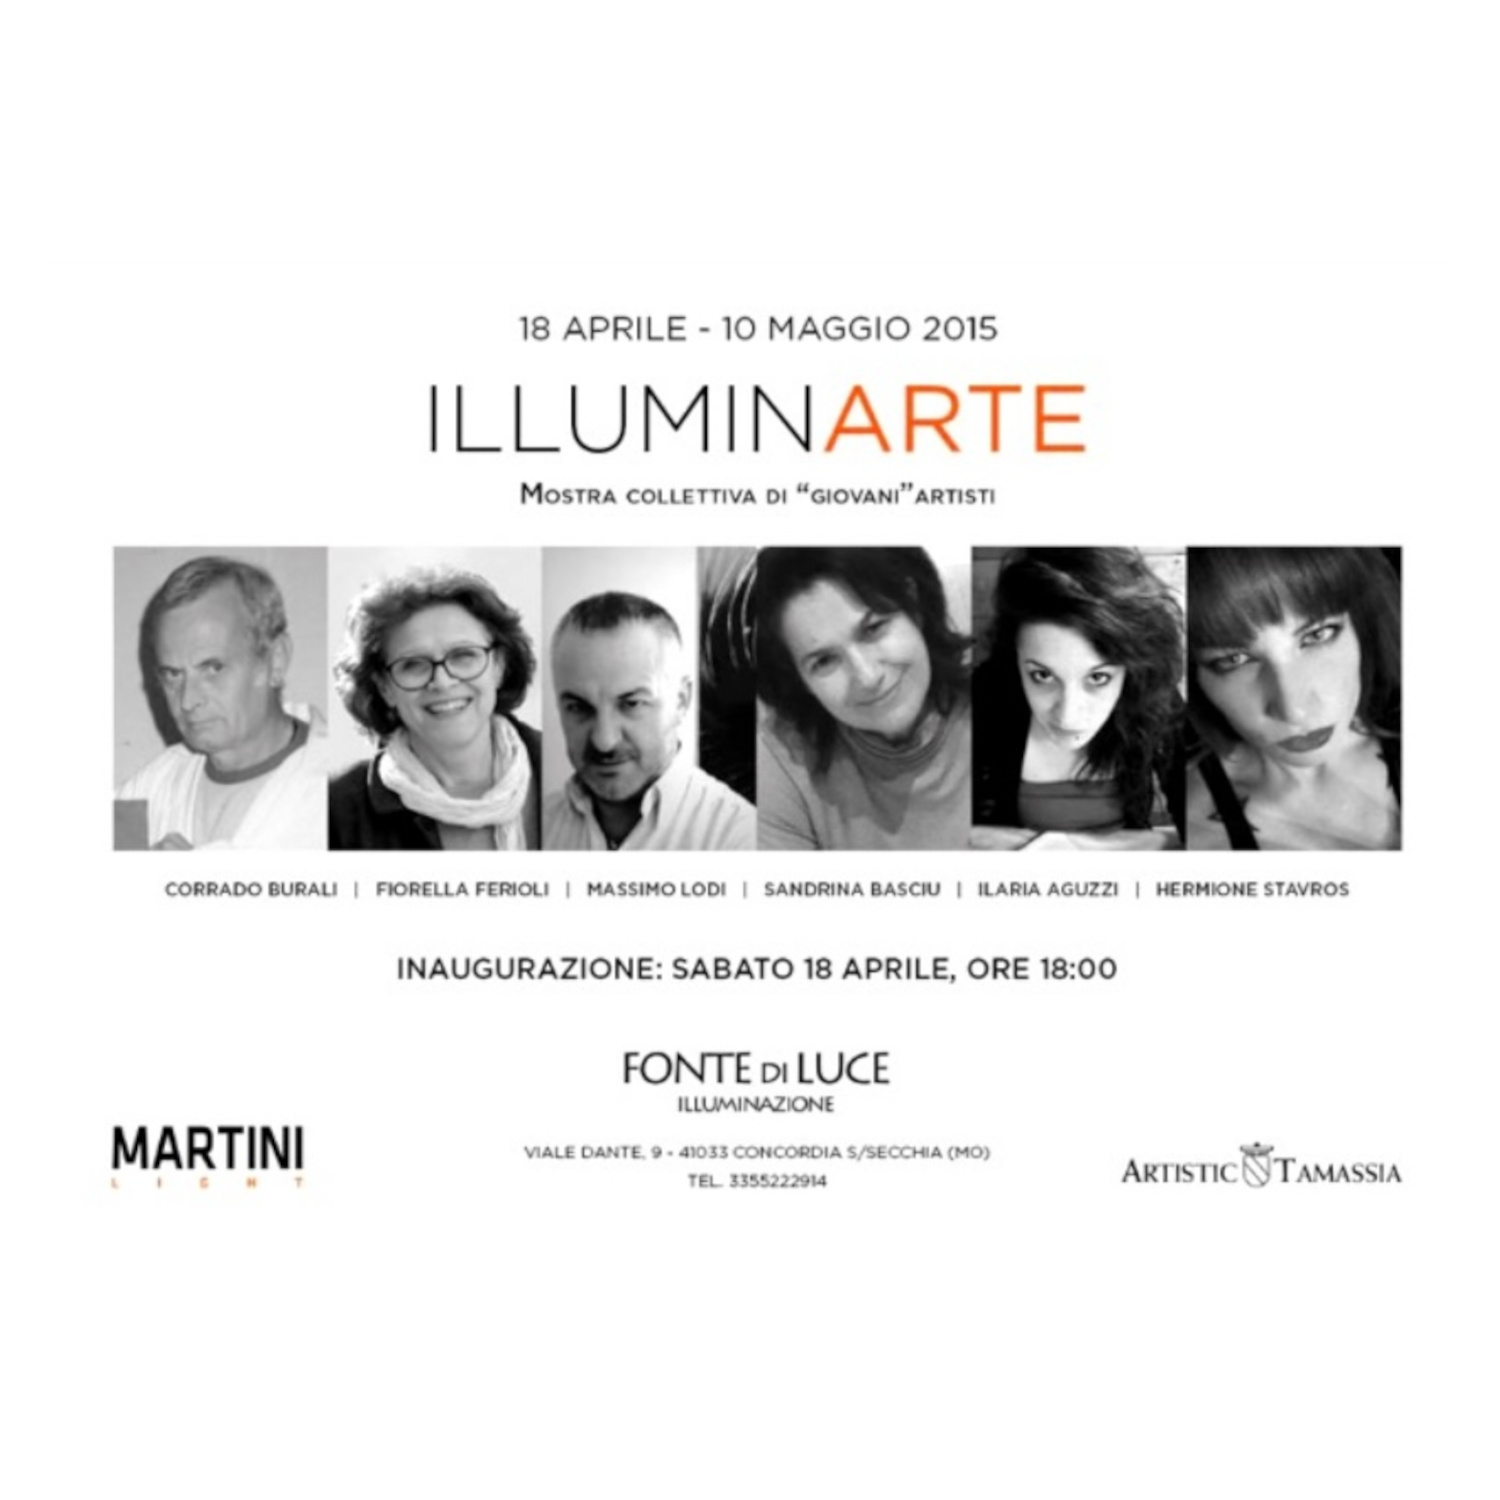 18 APRILE - 10 MAGGIO 2015
ILLUMINARTE
MOSTRA COLLETTIVA DI “GIOVANI”ARTISTI
CORRADO BURALI | FIORELLA FERIOLI | MASSIMO LODI | SANDRINA BASCIU | ILARIA AGUZZI | HERMIONE STAVROS
INAUGURAZIONE: SABATO 18 APRILE, ORE 18:00
FONTE DI LUCE
ILLUMINAZIONE
VIALE DANTE, 9 - 41033 CONCORDIA S/SECCHIA (MO)
TEL. 3355222914
MARTINI
LIGHT
ARTISTIC TAMASSIA